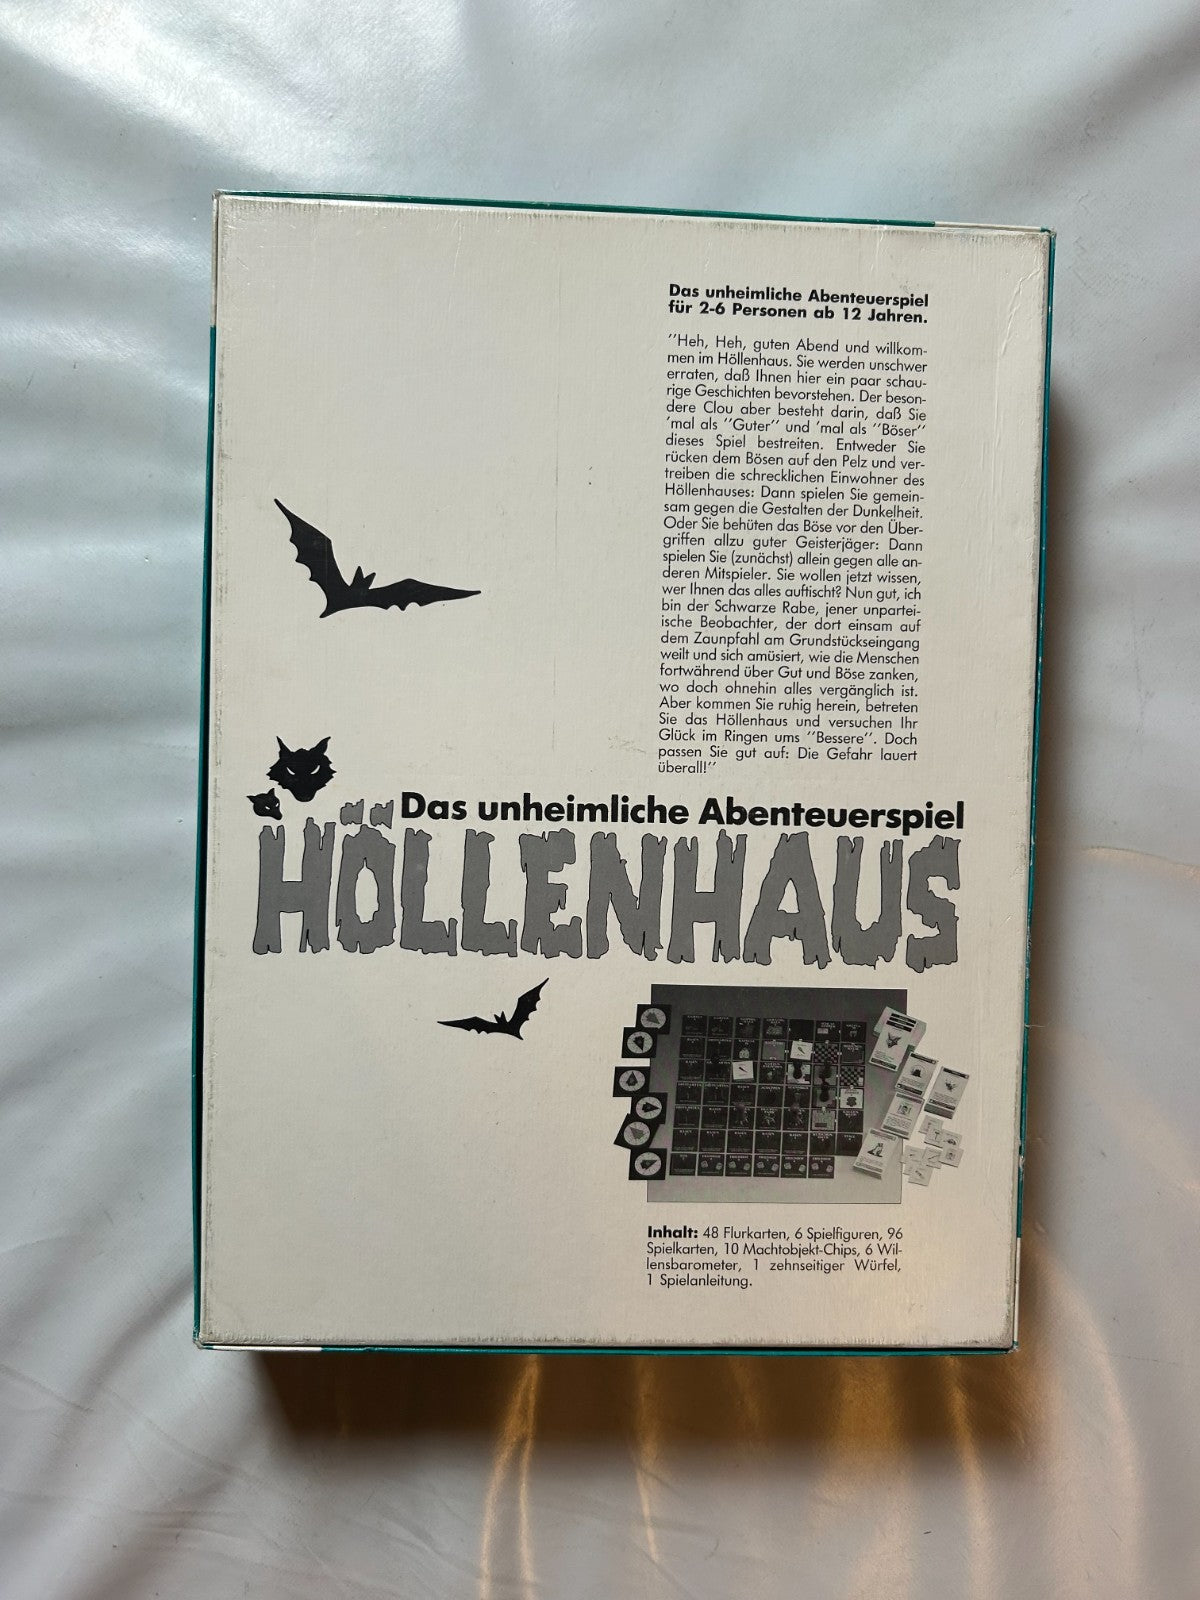 Das unheimliche Abenteuerspiel
für 2-6 Personen ab 12 Jahren.
''Heh, Heh, guten Abend und willkom-
men im Höllenhaus. Sie werden unschwer
erraten, daß Ihnen hier ein paar schau-
rige Geschichten bevorstehen. Der beson-
dere Clou aber besteht darin, daß Sie
'mal als ''Guter'' und 'mal als ''Böser''
dieses Spiel bestreiten. Entweder Sie
rücken dem Bösen auf den Pelz und ver-
treiben die schrecklichen Einwohner des
Höllenhauses: Dann spielen Sie gemein-
sam gegen die Gestalten der Dunkelheit.
Oder Sie behüten das Böse vor den Über-
griffen allzu guter Geisterjäger: Dann
spielen Sie (zunächst) allein gegen alle an-
deren Mitspieler. Sie wollen jetzt wissen,
wer Ihnen das alles auftischt? Nun gut, ich
bin der Schwarze Rabe, jener unpartei-
ische Beobachter, der dort einsam auf
dem Zaunpfahl am Grundstückseingang
weilt und sich amüsiert, wie die Menschen
fortwährend über Gut und Böse zanken,
wo doch ohnehin alles vergänglich ist.
Aber kommen Sie ruhig herein, betreten
Sie das Höllenhaus und versuchen Ihr
Glück im Ringen ums ''Bessere''. Doch
passen Sie gut auf: Die Gefahr lauert
überall!''
Das unheimliche Abenteuerspiel
HÖLLENHAUS
Inhalt: 48 Flurkarten, 6 Spielfiguren, 96
Spielkarten, 10 Machtobjekt-Chips, 6 Wil-
lensbarometer, 1 zehnseitiger Würfel,
1 Spielanleitung.